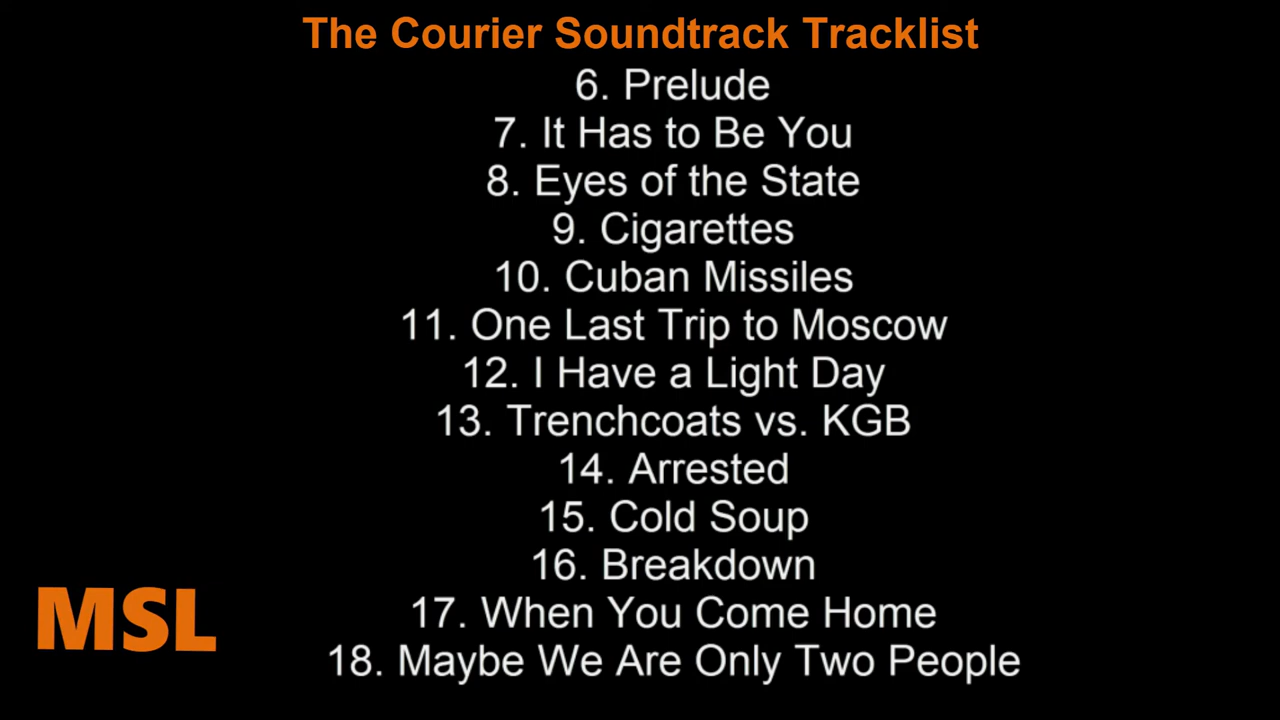 The Courier Soundtrack Tracklist
6. Prelude
7. It Has to Be You
8. Eyes of the State
9. Cigarettes
10. Cuban Missiles
11. One Last Trip to Moscow
12. I Have a Light Day
13. Trenchcoats vs. KGB
14. Arrested
15. Cold Soup
16. Breakdown
17. When You Come Home
18. Maybe We Are Only Two People
MSL